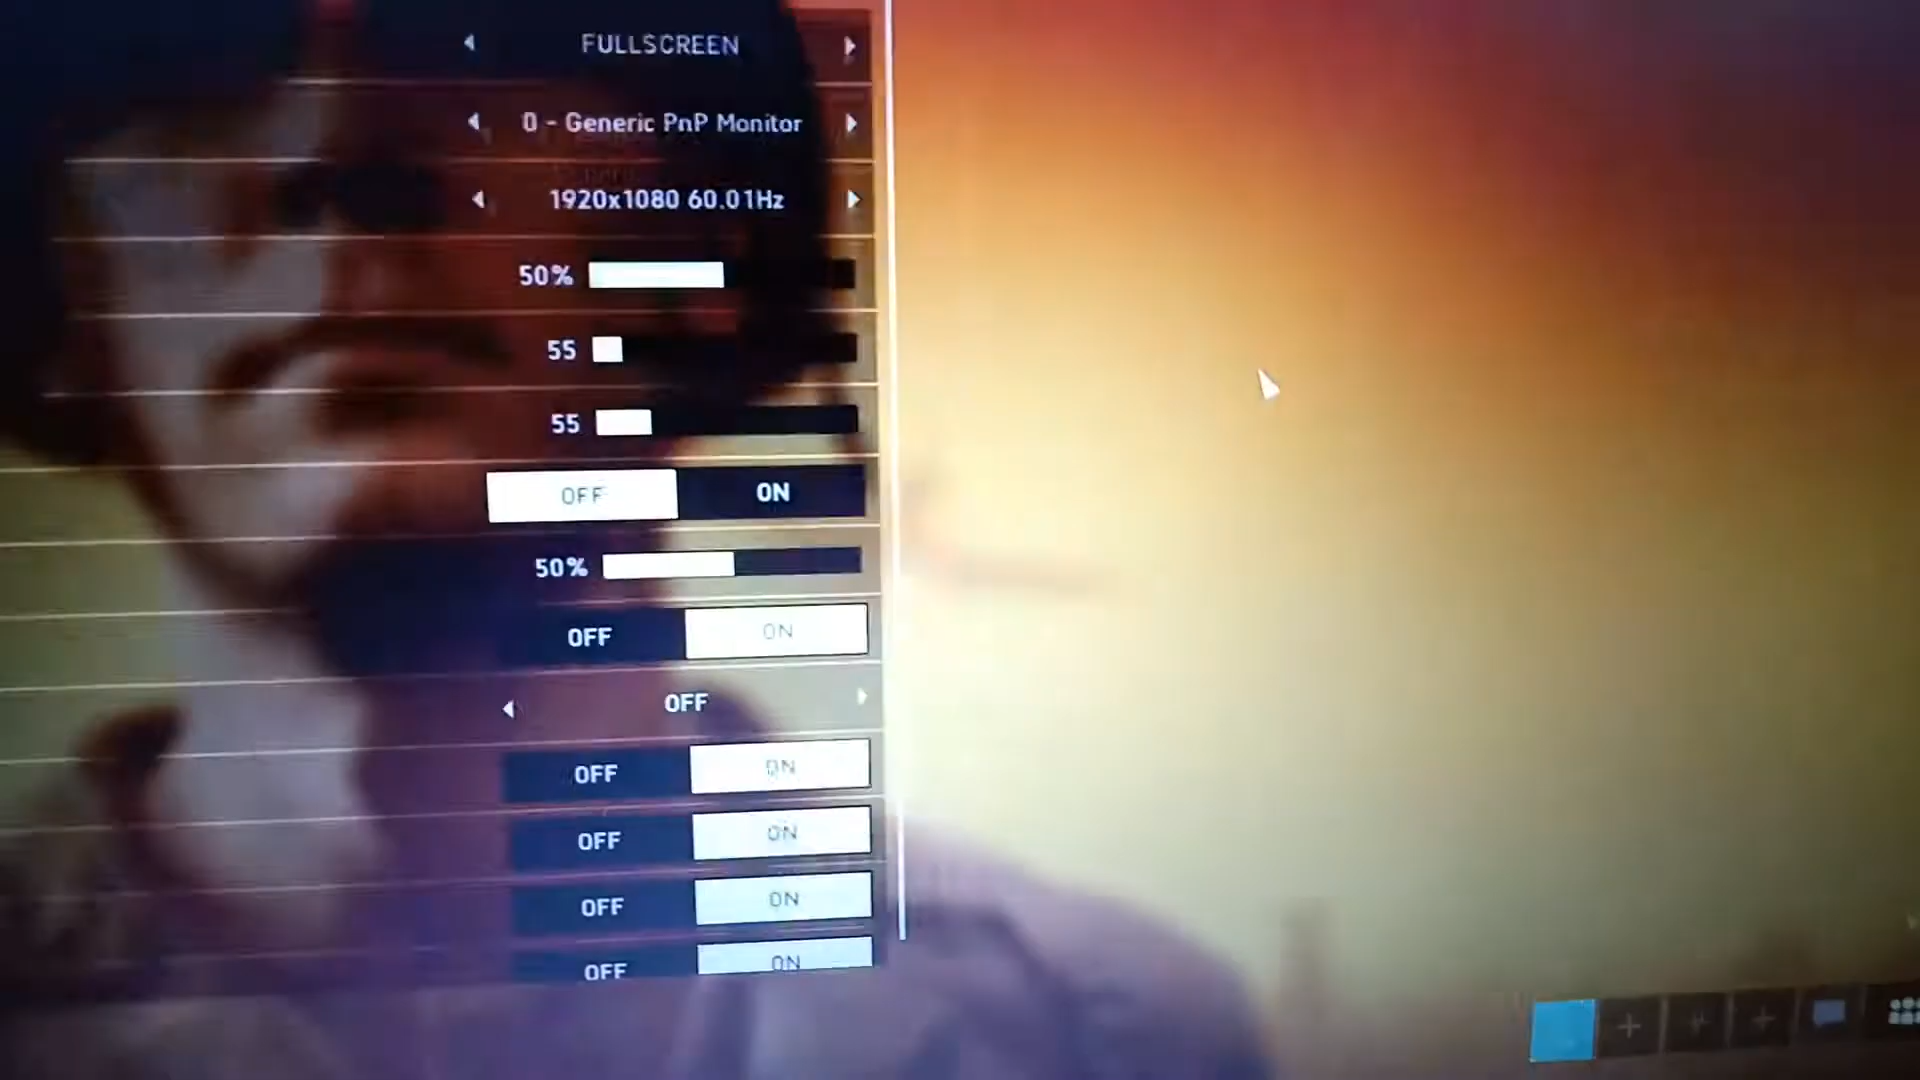 FULLSCREEN
0 - Generic PnP Monitor
1920x1080 60.01Hz
50%
55
55
OFF ON
50%
OFF ON
OFF
OFF ON
OFF ON
OFF ON
OFF ON